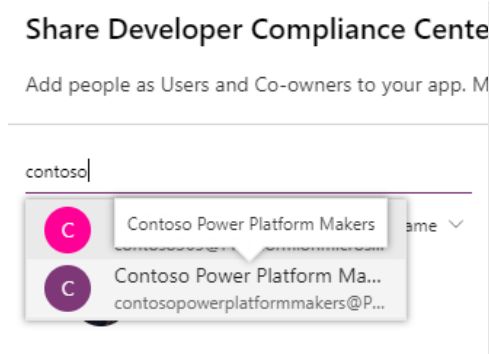 Share Developer Compliance Cente
Add people as Users and Co-owners to your app. M
contoso
C
Contoso Power Platform Makers
ame
C
Contoso Power Platform Ma...
contosopowerplatformmakers@P...